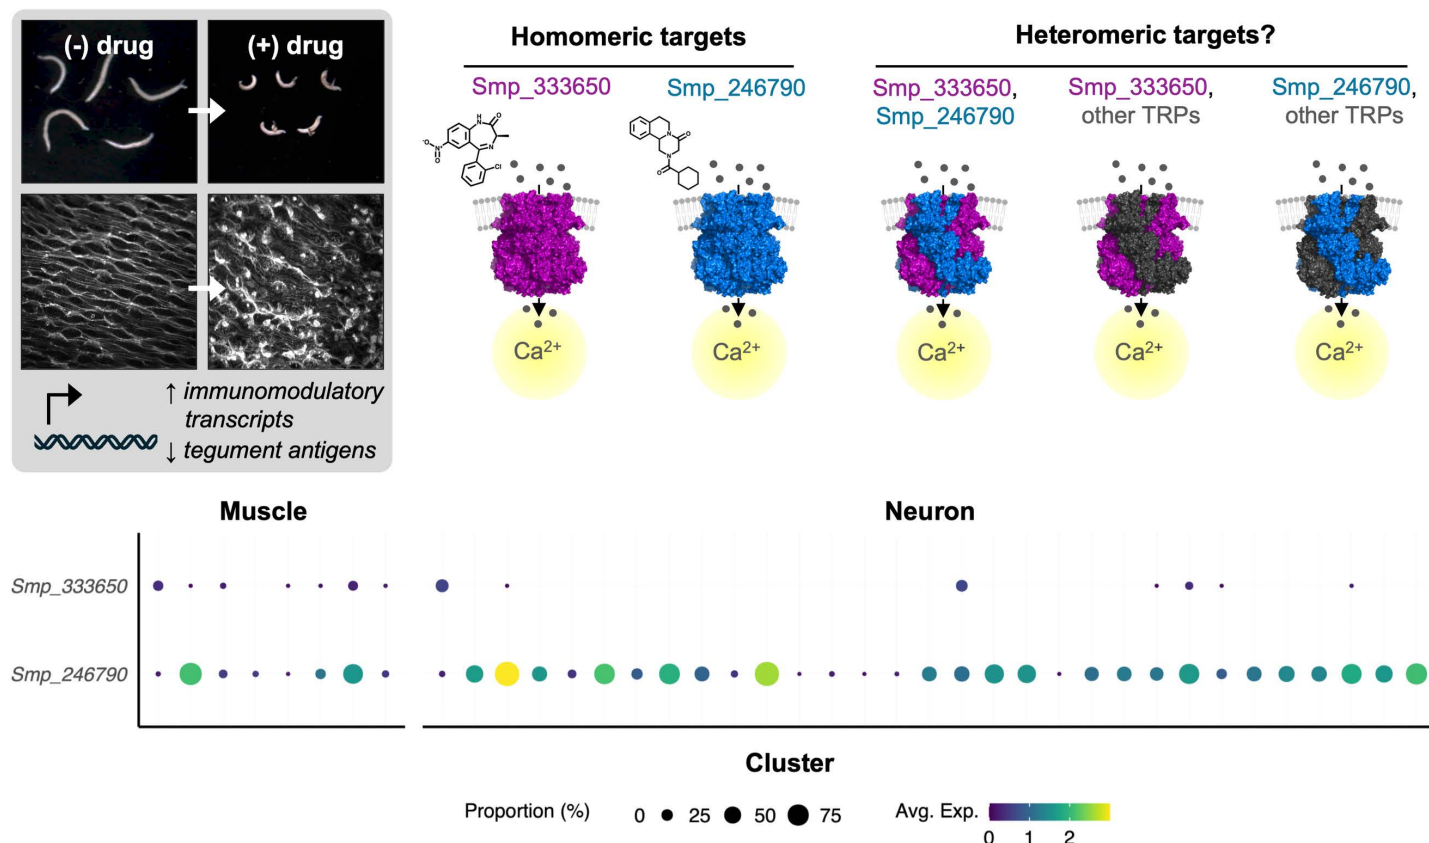 (-) drug
(+) drug
↑ immunomodulatory
transcripts
↓ tegument antigens
Homomeric targets
Smp_333650
Smp_246790
Heteromeric targets?
Smp_333650,
Smp_246790
Smp_333650,
other TRPs
Smp_246790,
other TRPs
H
N
O
N
Cl
-O
N+
O
N
O
N
O
Ca2+
Ca2+
Ca2+
Ca2+
Ca2+
Muscle
Neuron
Smp_333650
Smp_246790
Cluster
Proportion (%) 0 25 50 75
Avg. Exp.
0 1 2